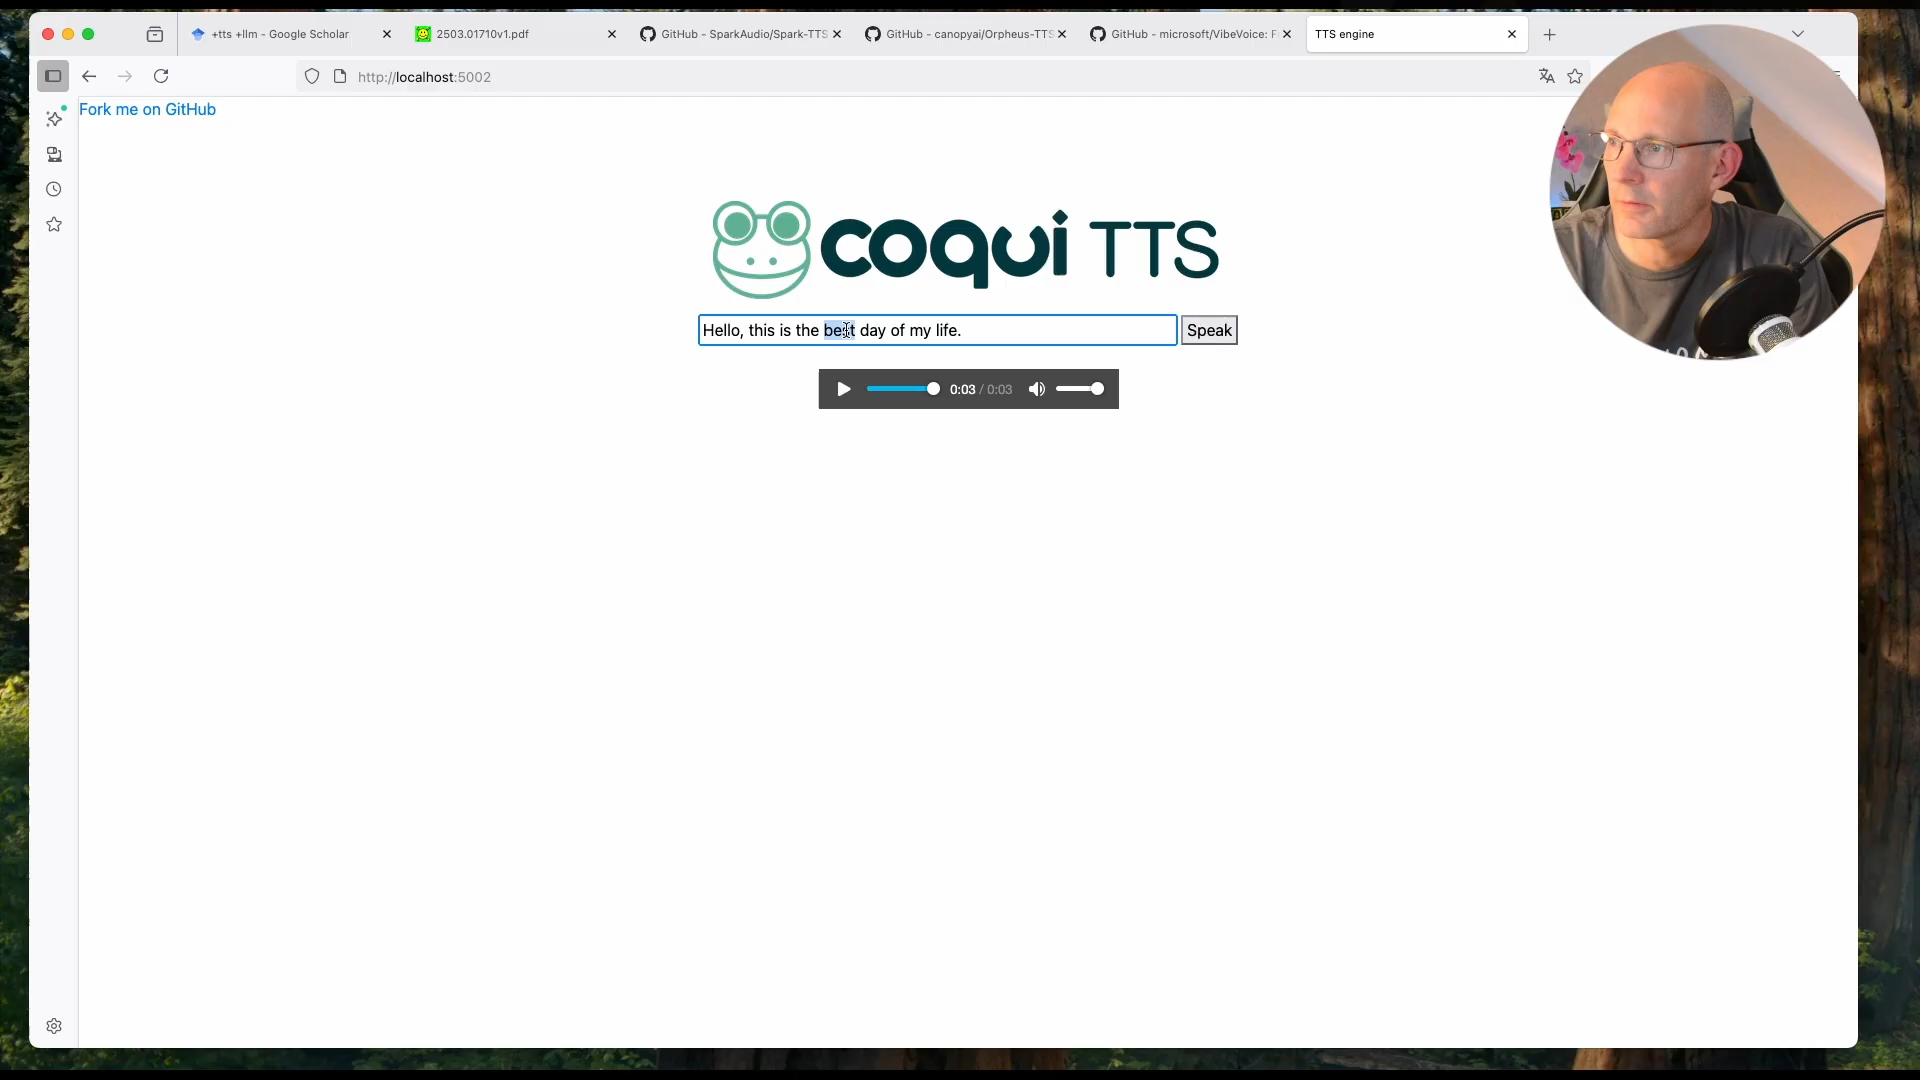 +tts +llm - Google Scholar
2503.01710v1.pdf
GitHub - SparkAudio/Spark-TTS
GitHub - canopyai/Orpheus-TTS
GitHub - microsoft/VibeVoice: F
TTS engine
http://localhost:5002
Fork me on GitHub
coqui TTS
Hello, this is the best day of my life.
Speak
0:03 / 0:03